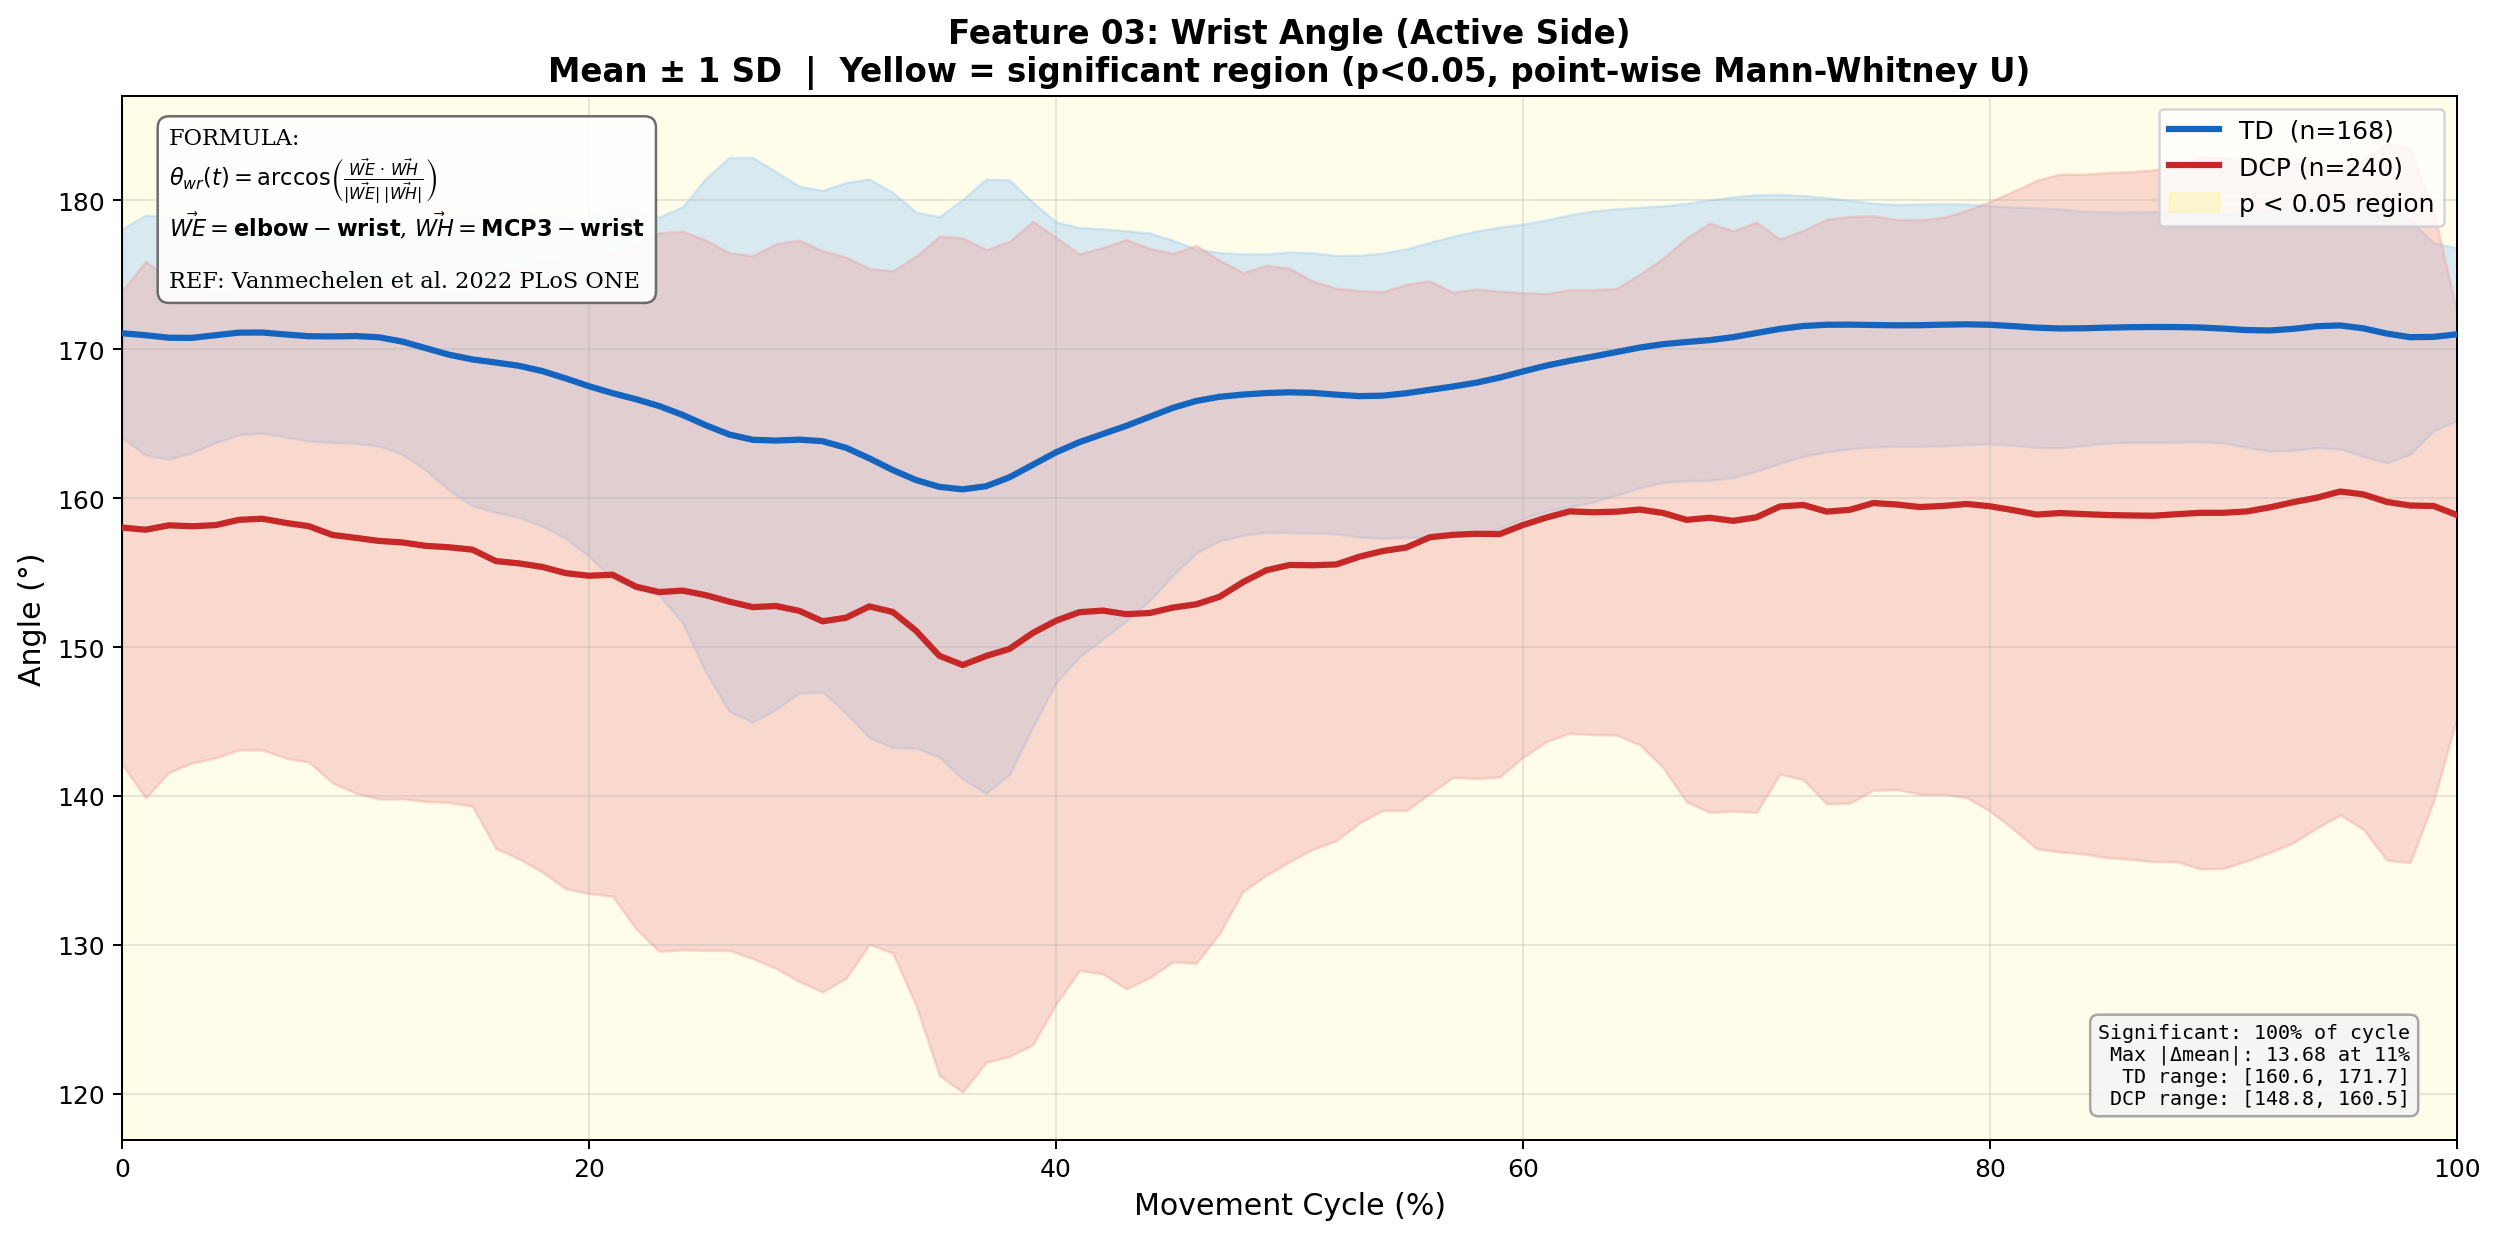 Feature 03: Wrist Angle (Active Side)
Mean ± 1 SD | Yellow = significant region (p<0.05, point-wise Mann-Whitney U)
FORMULA:
θ_wr(t) = arccos(WE⃗ · WH⃗ / |WE⃗| |WH⃗|)
WE⃗ = elbow − wrist, WH⃗ = MCP3 − wrist
REF: Vanmechelen et al. 2022 PLoS ONE
TD (n=168)
DCP (n=240)
p < 0.05 region
Angle (°)
180
170
160
150
140
130
120
Significant: 100% of cycle
Max |Δmean|: 13.68 at 11%
TD range: [160.6, 171.7]
DCP range: [148.8, 160.5]
0 20 40 60 80 100
Movement Cycle (%)